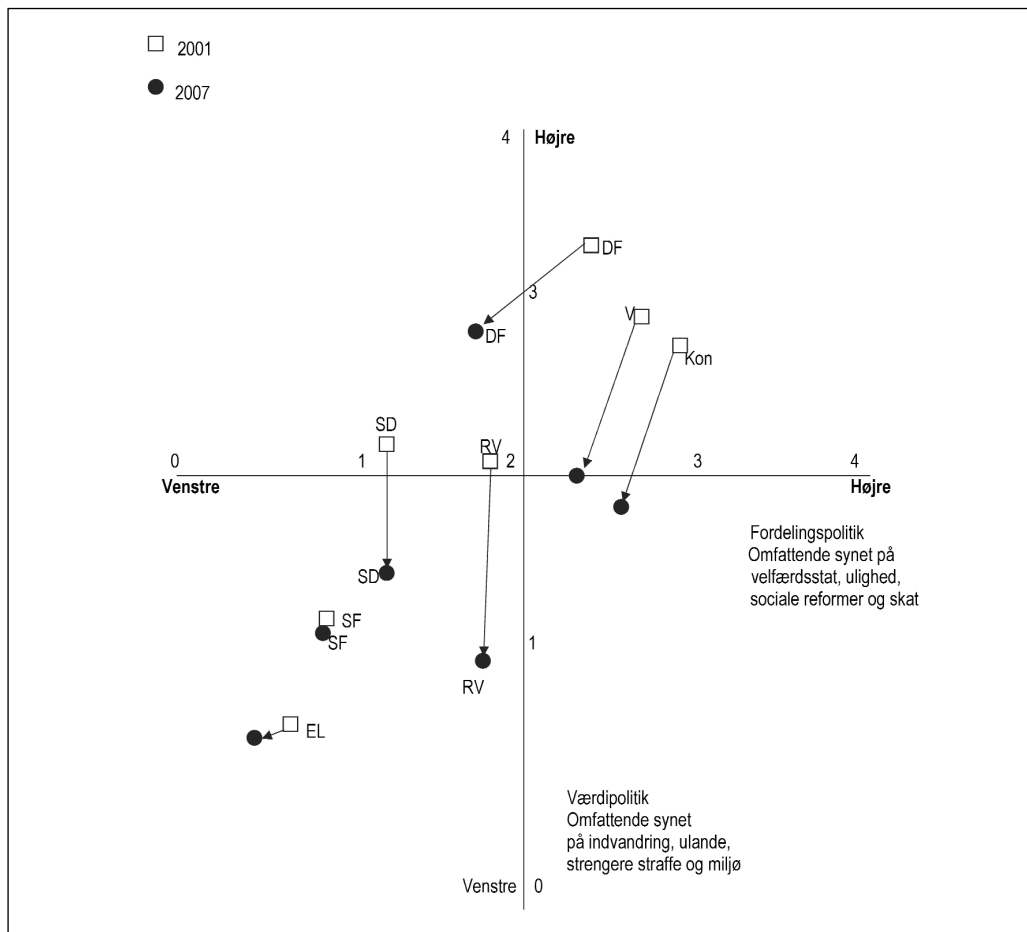 2001
2007
4 Højre
DF
3
V
DF
Kon
SD
RV
0 1 2 3 4
Venstre
Højre
Fordelingspolitik
Omfattende synet på
velfærdsstat, ulighed,
sociale reformer og skat
SD
SF
SF
1
RV
EL
Værdipolitik
Omfattende synet
på indvandring, ulande,
strengere straffe og miljø
Venstre 0